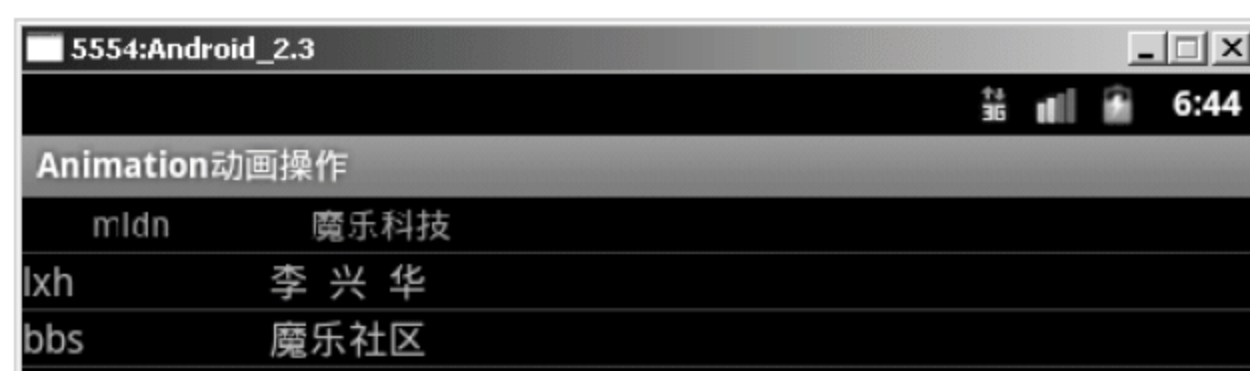 5554:Android_2.3
3G 6:44
Animation动画操作
mldn 魔乐科技
lxh 李 兴 华
bbs 魔乐社区